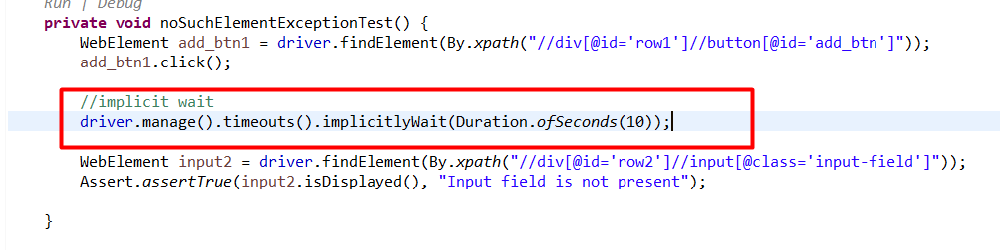 Run | Debug
private void noSuchElementExceptionTest() {
WebElement add_btn1 = driver.findElement(By.xpath("//div[@id='row1']//button[@id='add_btn']"));
add_btn1.click();
//implicit wait
driver.manage().timeouts().implicitlyWait(Duration.ofSeconds(10));
WebElement input2 = driver.findElement(By.xpath("//div[@id='row2']//input[@class='input-field']"));
Assert.assertTrue(input2.isDisplayed(), "Input field is not present");
}